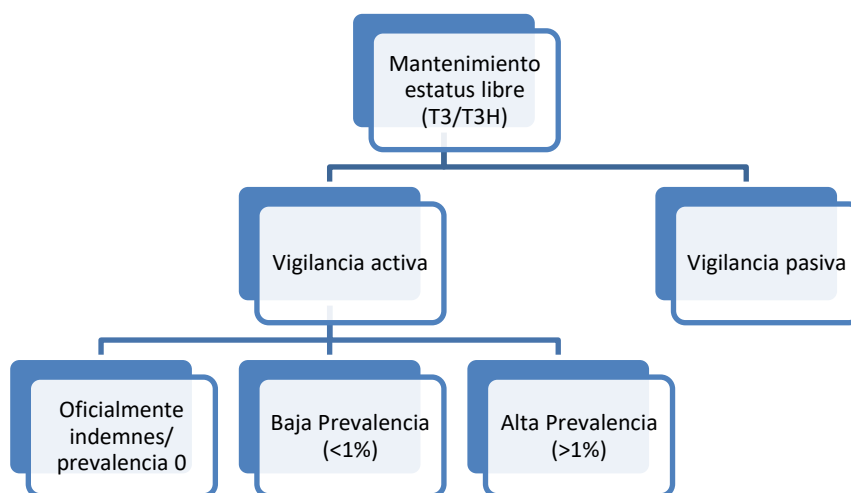 Mantenimiento
estatus libre
(T3/T3H)
Vigilancia activa
Vigilancia pasiva
Oficialmente
indemnes/
prevalencia 0
Baja Prevalencia
(<1%)
Alta Prevalencia
(>1%)